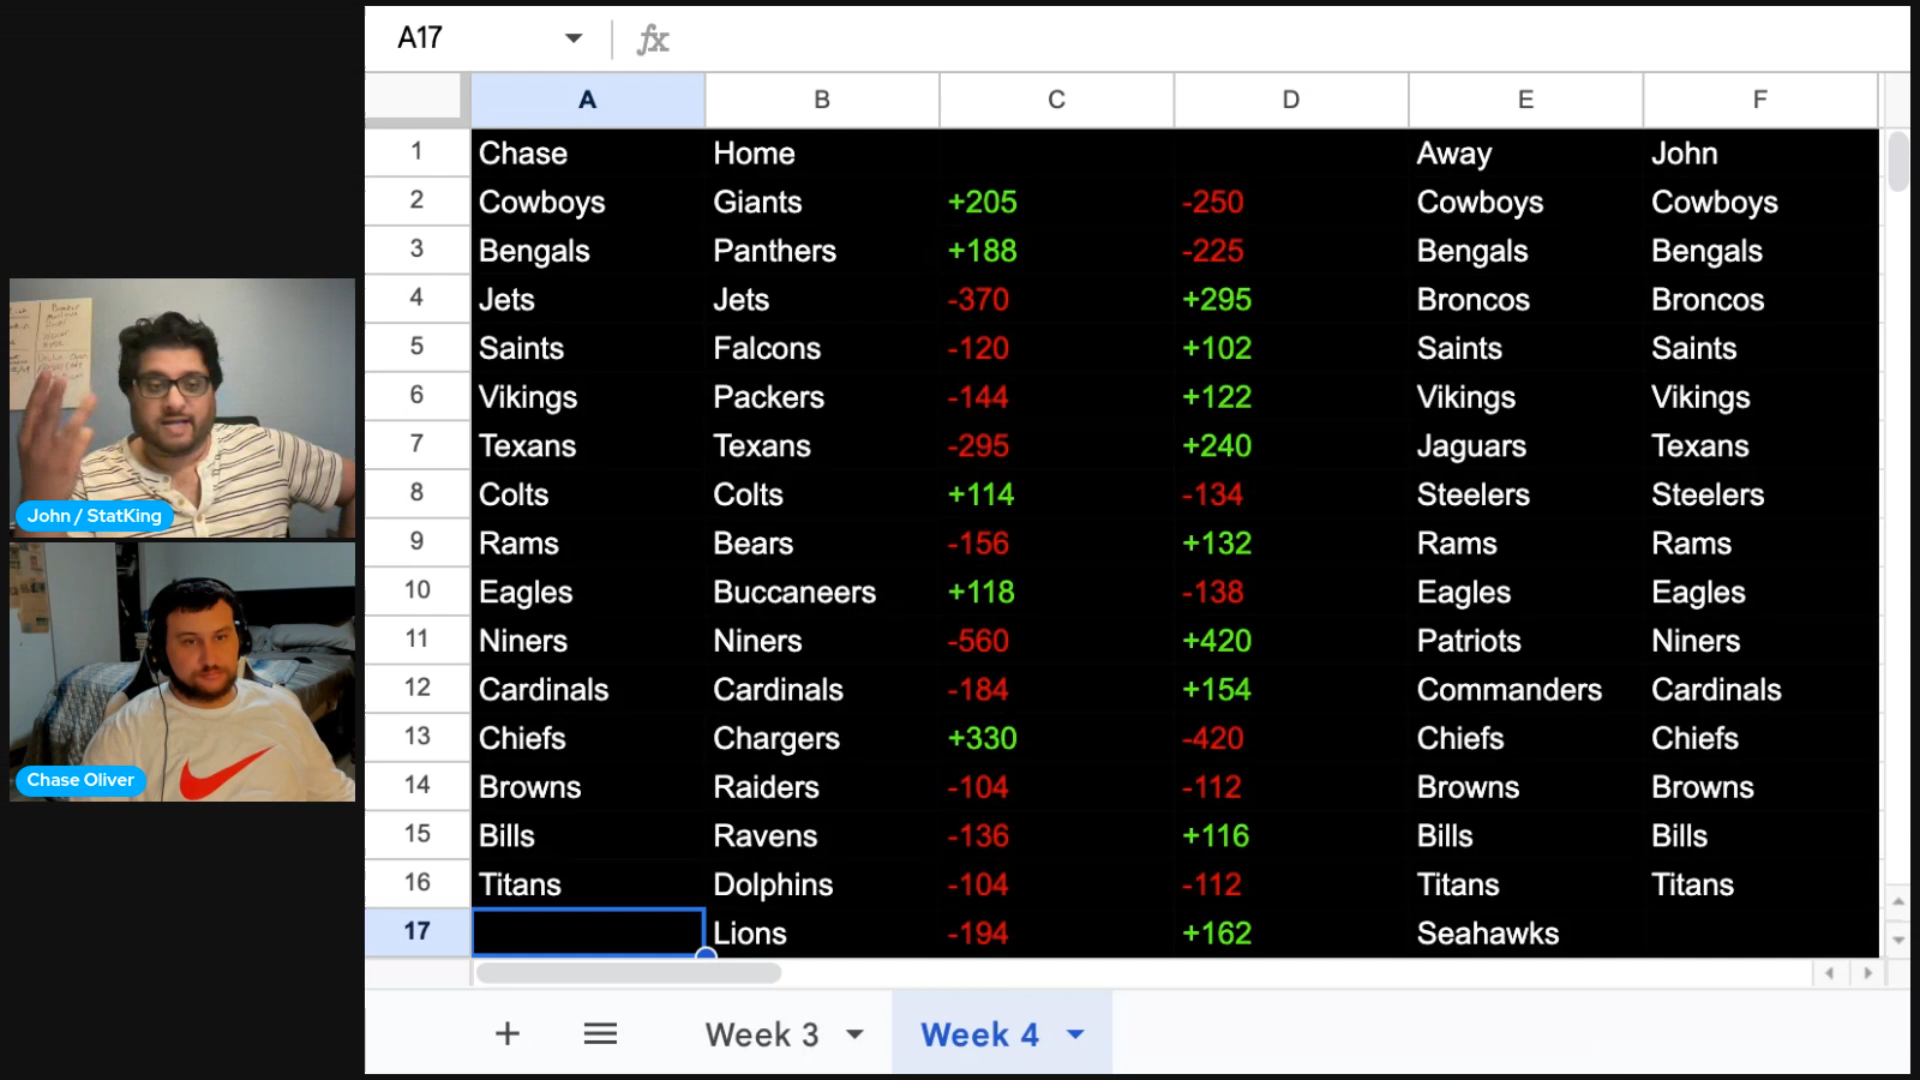 A17 fx
A B C D E F
1 Chase Home Away John
2 Cowboys Giants +205 -250 Cowboys Cowboys
3 Bengals Panthers +188 -225 Bengals Bengals
4 Jets Jets -370 +295 Broncos Broncos
5 Saints Falcons -120 +102 Saints Saints
6 Vikings Packers -144 +122 Vikings Vikings
7 Texans Texans -295 +240 Jaguars Texans
8 Colts Colts +114 -134 Steelers Steelers
9 Rams Bears -156 +132 Rams Rams
10 Eagles Buccaneers +118 -138 Eagles Eagles
11 Niners Niners -560 +420 Patriots Niners
12 Cardinals Cardinals -184 +154 Commanders Cardinals
13 Chiefs Chargers +330 -420 Chiefs Chiefs
14 Browns Raiders -104 -112 Browns Browns
15 Bills Ravens -136 +116 Bills Bills
16 Titans Dolphins -104 -112 Titans Titans
17 Lions -194 +162 Seahawks
Week 3 Week 4
John / StatKing
Chase Oliver